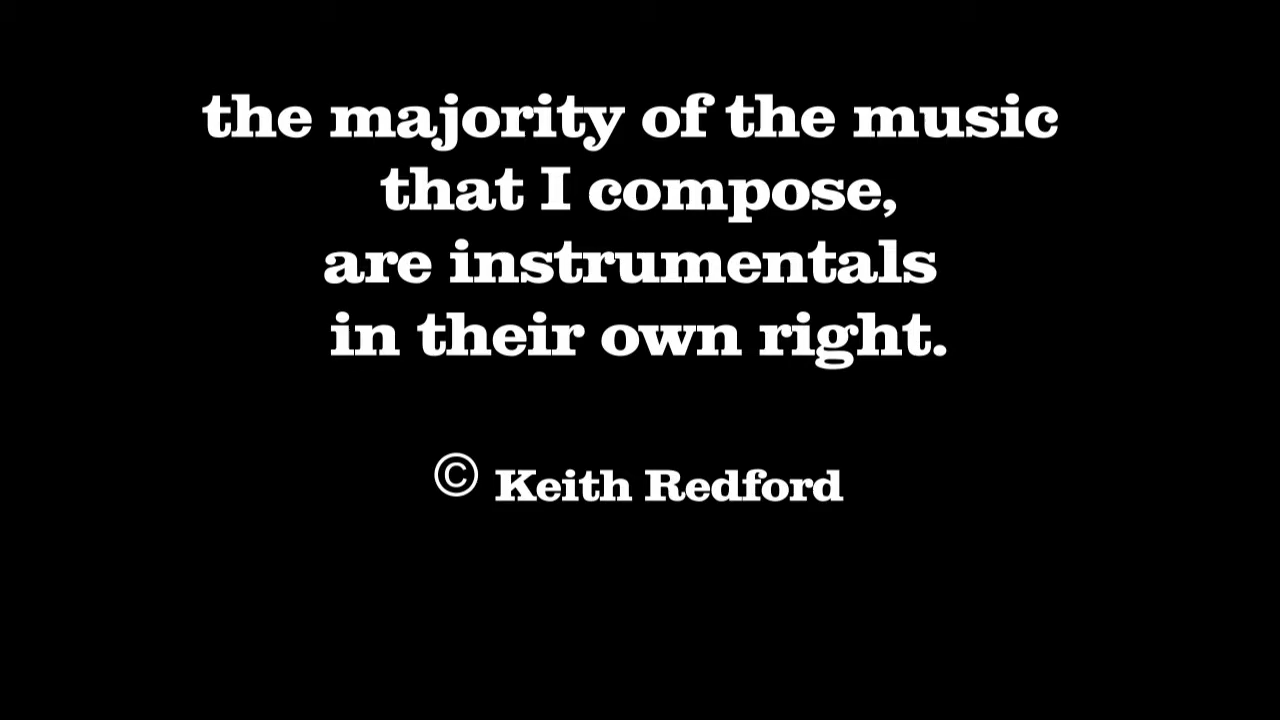 the majority of the music
that I compose,
are instrumentals
in their own right.
© Keith Redford